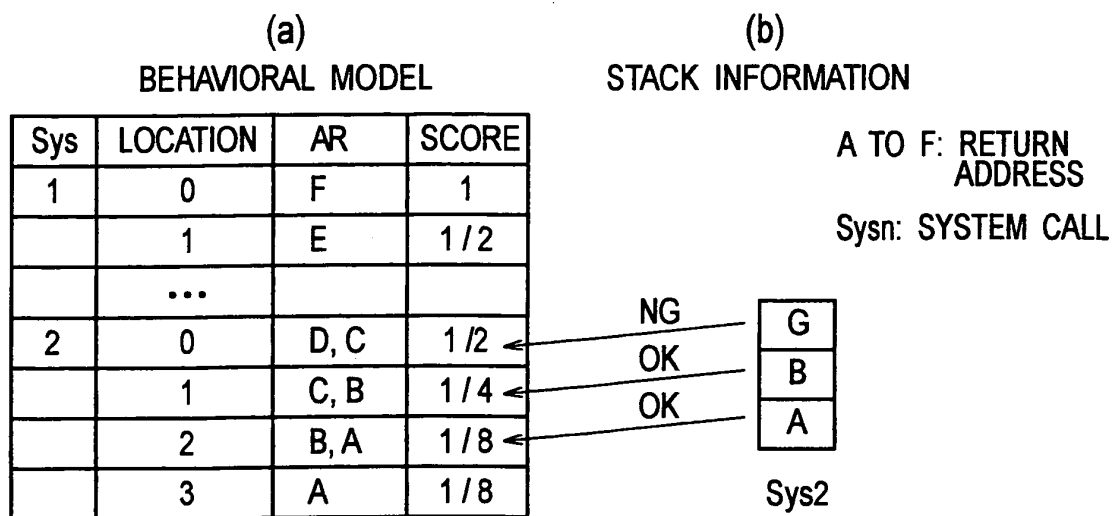 (a)
BEHAVIORAL MODEL
Sys LOCATION AR SCORE
1 0 F 1
1 E 1/2
...
2 0 D, C 1/2
1 C, B 1/4
2 B, A 1/8
3 A 1/8
(b)
STACK INFORMATION
A TO F: RETURN
ADDRESS
Sysn: SYSTEM CALL
NG
OK
OK
G
B
A
Sys2